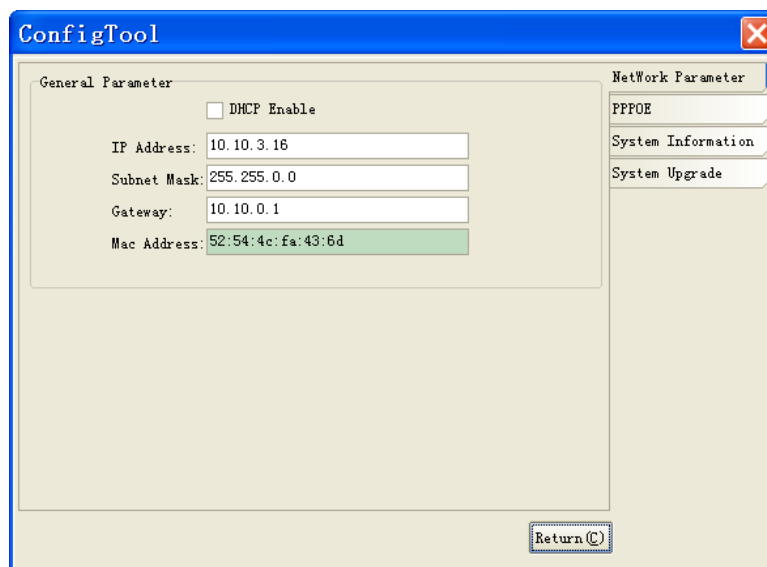 ConfigTool
General Parameter
DHCP Enable
IP Address: 10.10.3.16
Subnet Mask: 255.255.0.0
Gateway: 10.10.0.1
Mac Address: 52:54:4c:fa:43:6d
NetWork Parameter
PPPOE
System Information
System Upgrade
Return(C)